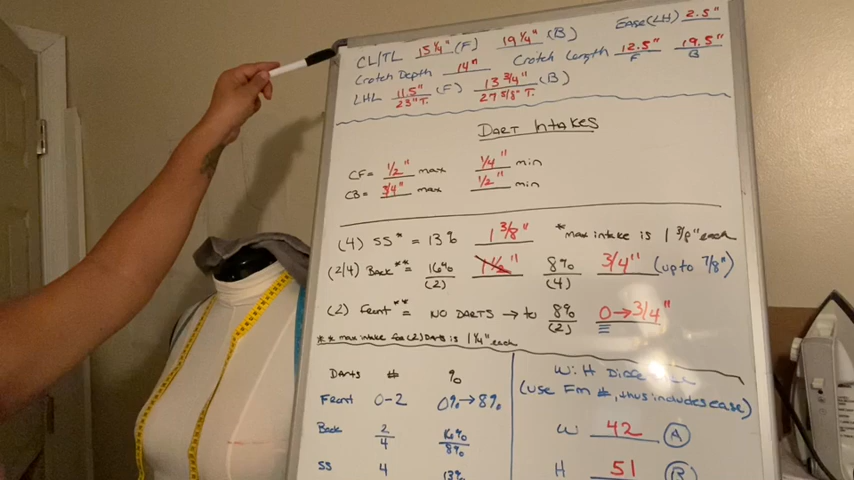 Ease(LH) 2.5"
CL/TL 15 1/4" (F) 19 1/4" (B)
Crotch Depth 14" Crotch Length 12.5" F 19.5" B
LHL 11.5" 23" T. (F) 13 3/4" 27 5/8" T. (B)
DART INTAKES
CF= 1/2" max 1/4" min
CB= 3/4" max 1/2" min
(4) SS* = 13% 1 3/8" *max intake is 1 3/8" each
(2/4) Back** = 16% (2) 1 1/2" 8% (4) 3/4" (up to 7/8")
(2) Front** = NO DARTS → to 8% (2) 0→3/4"
** max intake for (2) Darts is 1 1/4" each
DARTS # %
Front 0-2 0%→8%
Back 2/4 16%/8%
SS 4 13%
W:H
(use Fm #, thus includes ease)
W 42 A
H 51 B